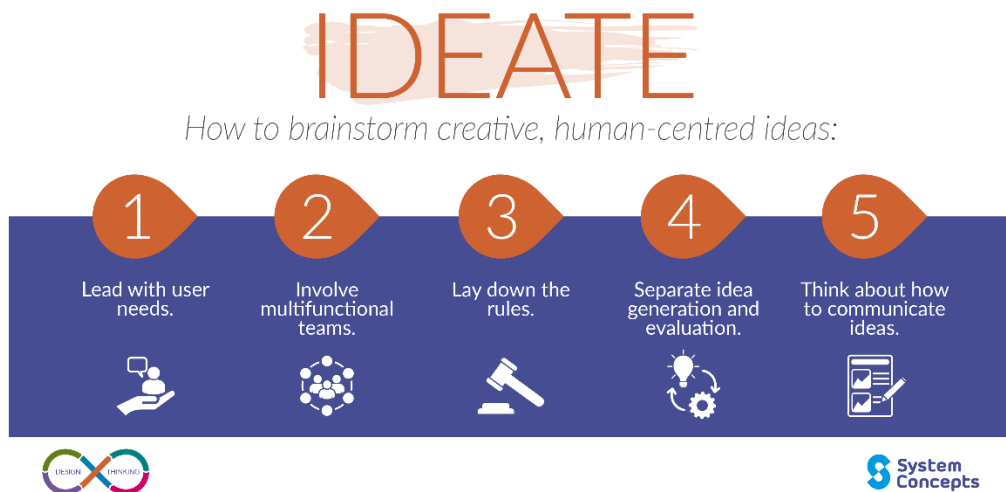 IDEATE
How to brainstorm creative, human-centred ideas:
1
2
3
4
5
Lead with user
needs.
Involve
multifunctional
teams.
Lay down the
rules.
Separate idea
generation and
evaluation.
Think about how
to communicate
ideas.
DESIGN THINKING
System
Concepts